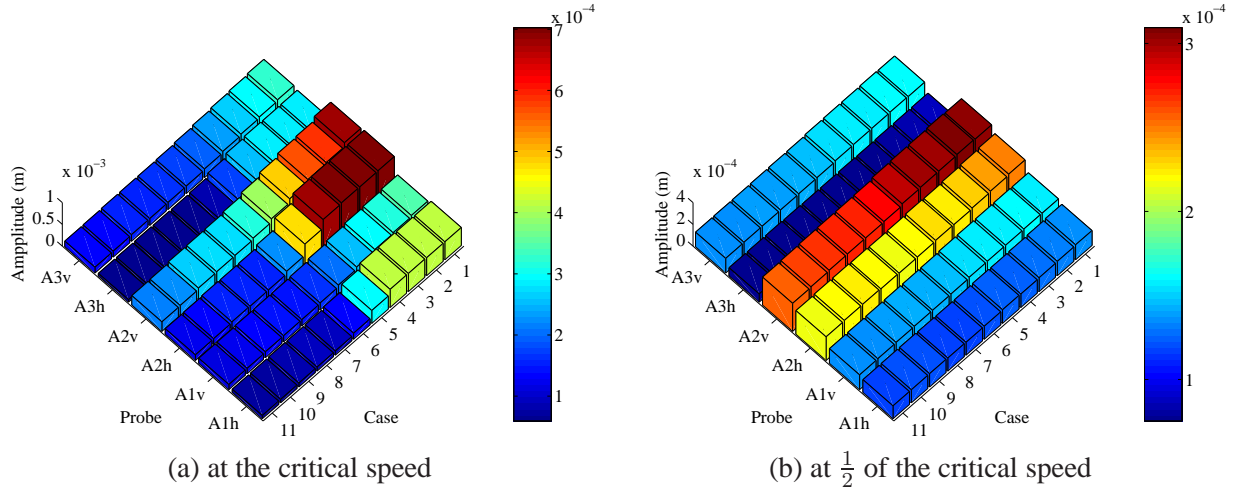 x 10⁻⁴
7
6
5
4
3
2
1
x 10⁻³
Ampplitude (m)
1
0.5
0
A3v
A3h
A2v
A2h
A1v
A1h
Probe
1
2
3
4
5
6
7
8
9
10
11
Case
(a) at the critical speed
x 10⁻⁴
3
2
1
x 10⁻⁴
Amplitude (m)
4
2
0
A3v
A3h
A2v
A2h
A1v
A1h
Probe
1
2
3
4
5
6
7
8
9
10
11
Case
(b) at 1/2 of the critical speed